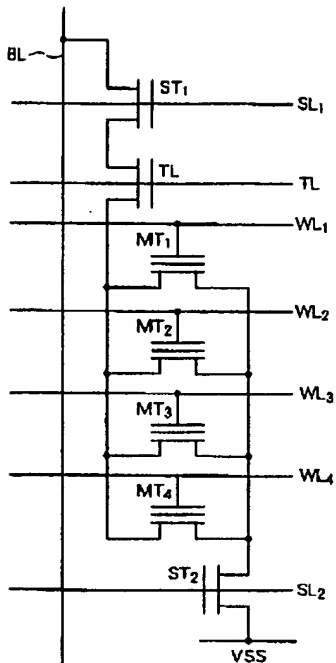 BL
ST₁
SL₁
TL
TL
WL₁
MT₁
WL₂
MT₂
WL₃
MT₃
WL₄
MT₄
ST₂
SL₂
VSS